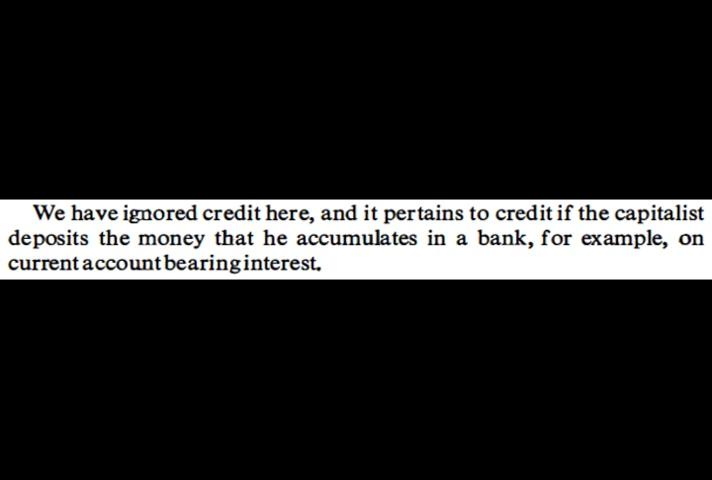 We have ignored credit here, and it pertains to credit if the capitalist
deposits the money that he accumulates in a bank, for example, on
current account bearing interest.